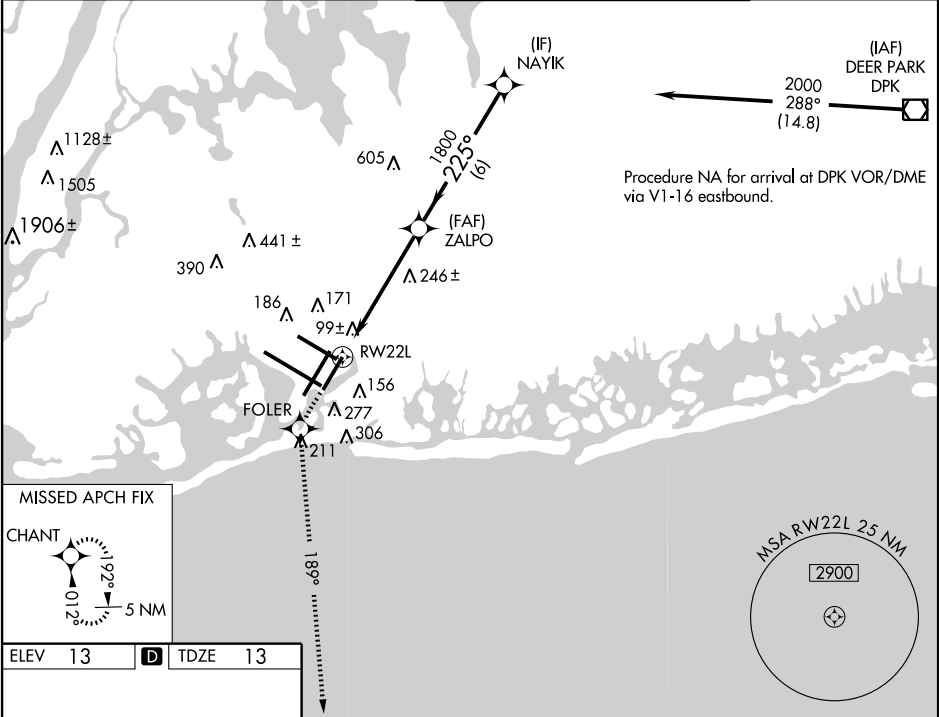 (IF)
NAYIK
(IAF)
DEER PARK
DPK
2000
288°
(14.8)
1800
225°
(6)
Procedure NA for arrival at DPK VOR/DME
via V1-16 eastbound.
1128±
1505
605
1906±
441±
390
(FAF)
ZALPO
246±
186
171
99±
RW22L
156
FOLER
277
306
211
189°
MISSED APCH FIX
CHANT
192°
012°
5 NM
MSA RW22L 25 NM
2900
ELEV 13 D TDZE 13